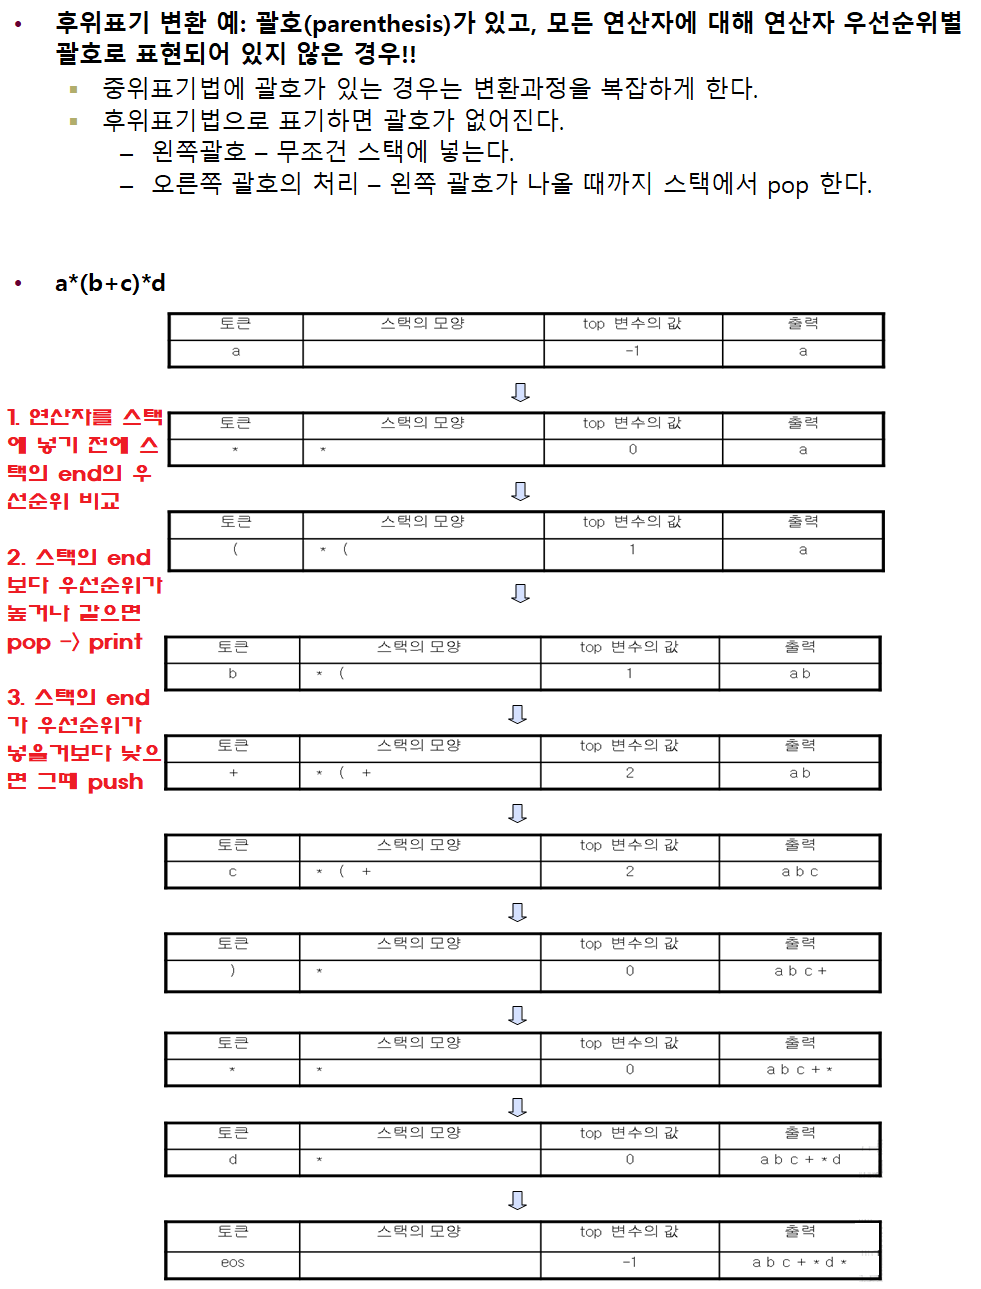 • 후위표기 변환 예: 괄호(parenthesis)가 있고, 모든 연산자에 대해 연산자 우선순위별
괄호로 표현되어 있지 않은 경우!!
▪ 중위표기법에 괄호가 있는 경우는 변환과정을 복잡하게 한다.
▪ 후위표기법으로 표기하면 괄호가 없어진다.
– 왼쪽괄호 – 무조건 스택에 넣는다.
– 오른쪽 괄호의 처리 – 왼쪽 괄호가 나올 때까지 스택에서 pop 한다.
• a*(b+c)*d
1. 연산자를 스택
에 넣기 전에 스
택의 end의 우
선순위 비교
2. 스택의 end
보다 우선순위가
높거나 같으면
pop -> print
3. 스택의 end
가 우선순위가
넣을거보다 낮으
면 그때 push
토큰 스택의 모양 top 변수의 값 출력
a -1 a
토큰 스택의 모양 top 변수의 값 출력
* * 0 a
토큰 스택의 모양 top 변수의 값 출력
( * ( 1 a
토큰 스택의 모양 top 변수의 값 출력
b * ( 1 a b
토큰 스택의 모양 top 변수의 값 출력
+ * ( + 2 a b
토큰 스택의 모양 top 변수의 값 출력
c * ( + 2 a b c
토큰 스택의 모양 top 변수의 값 출력
) * 0 a b c +
토큰 스택의 모양 top 변수의 값 출력
* * 0 a b c + *
토큰 스택의 모양 top 변수의 값 출력
d * 0 a b c + * d
토큰 스택의 모양 top 변수의 값 출력
eos -1 a b c + * d *